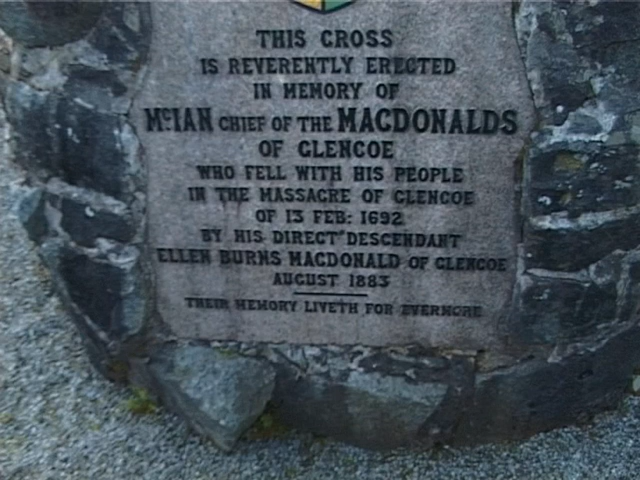 THIS CROSS
IS REVERENTLY ERECTED
IN MEMORY OF
McIAN CHIEF OF THE MACDONALDS
OF GLENCOE
WHO FELL WITH HIS PEOPLE
IN THE MASSACRE OF GLENCOE
OF 13 FEB: 1692
BY HIS DIRECT DESCENDANT
ELLEN BURNS MACDONALD OF GLENCOE
AUGUST 1883
THEIR MEMORY LIVETH FOR EVERMORE